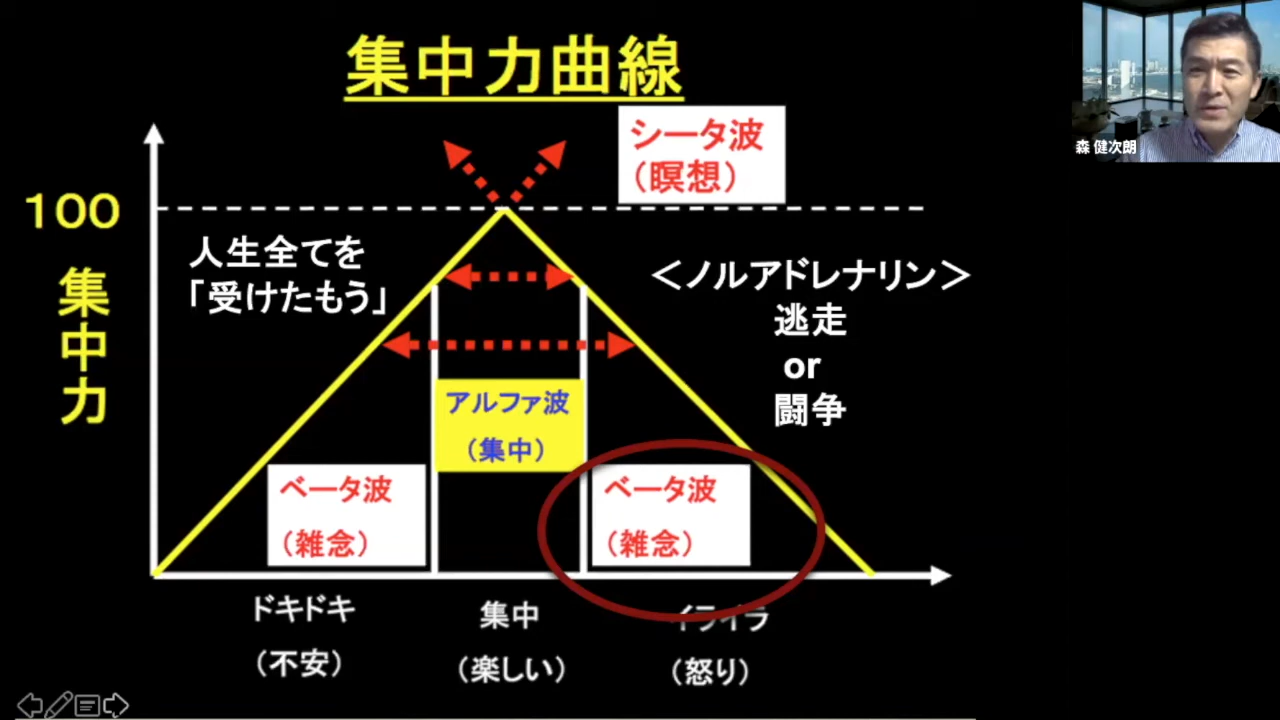 集中力曲線
シータ波
（瞑想）
森 健次朗
100
集中力
人生全てを
「受けたもう」
＜ノルアドレナリン＞
逃走
or
闘争
アルファ波
（集中）
ベータ波
（雑念）
ベータ波
（雑念）
ドキドキ
（不安）
集中
（楽しい）
イライラ
（怒り）